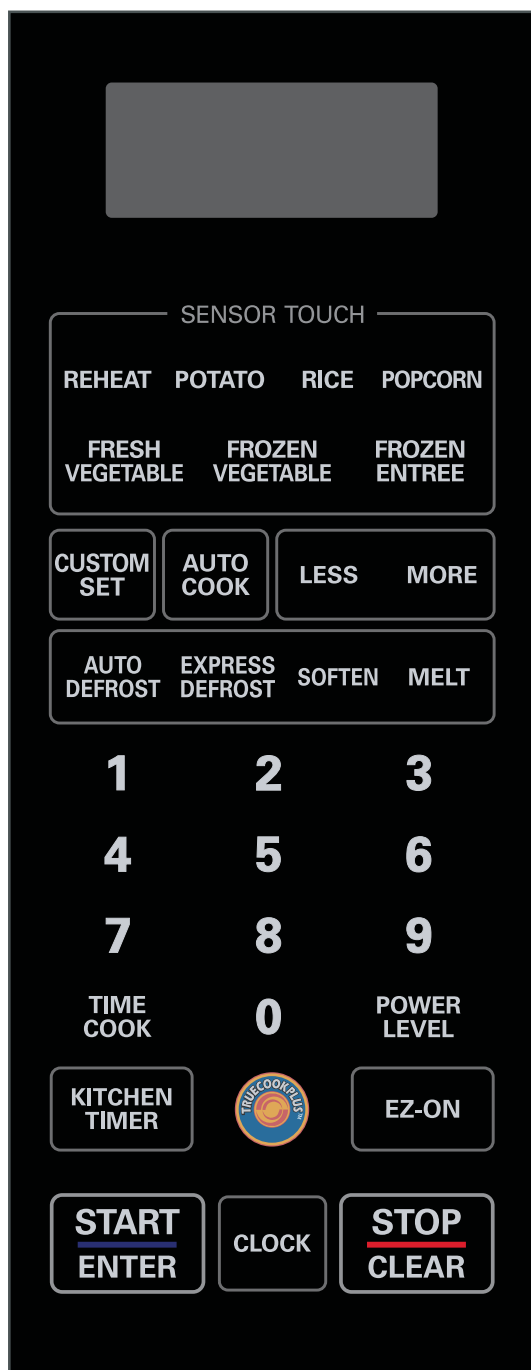 SENSOR TOUCH
REHEAT POTATO RICE POPCORN
FRESH
VEGETABLE
FROZEN
VEGETABLE
FROZEN
ENTREE
CUSTOM
SET
AUTO
COOK
LESS MORE
AUTO
DEFROST
EXPRESS
DEFROST
SOFTEN MELT
1 2 3
4 5 6
7 8 9
TIME
COOK
0
POWER
LEVEL
KITCHEN
TIMER
TRUECOOKPLUS™
EZ-ON
START
ENTER
CLOCK
STOP
CLEAR